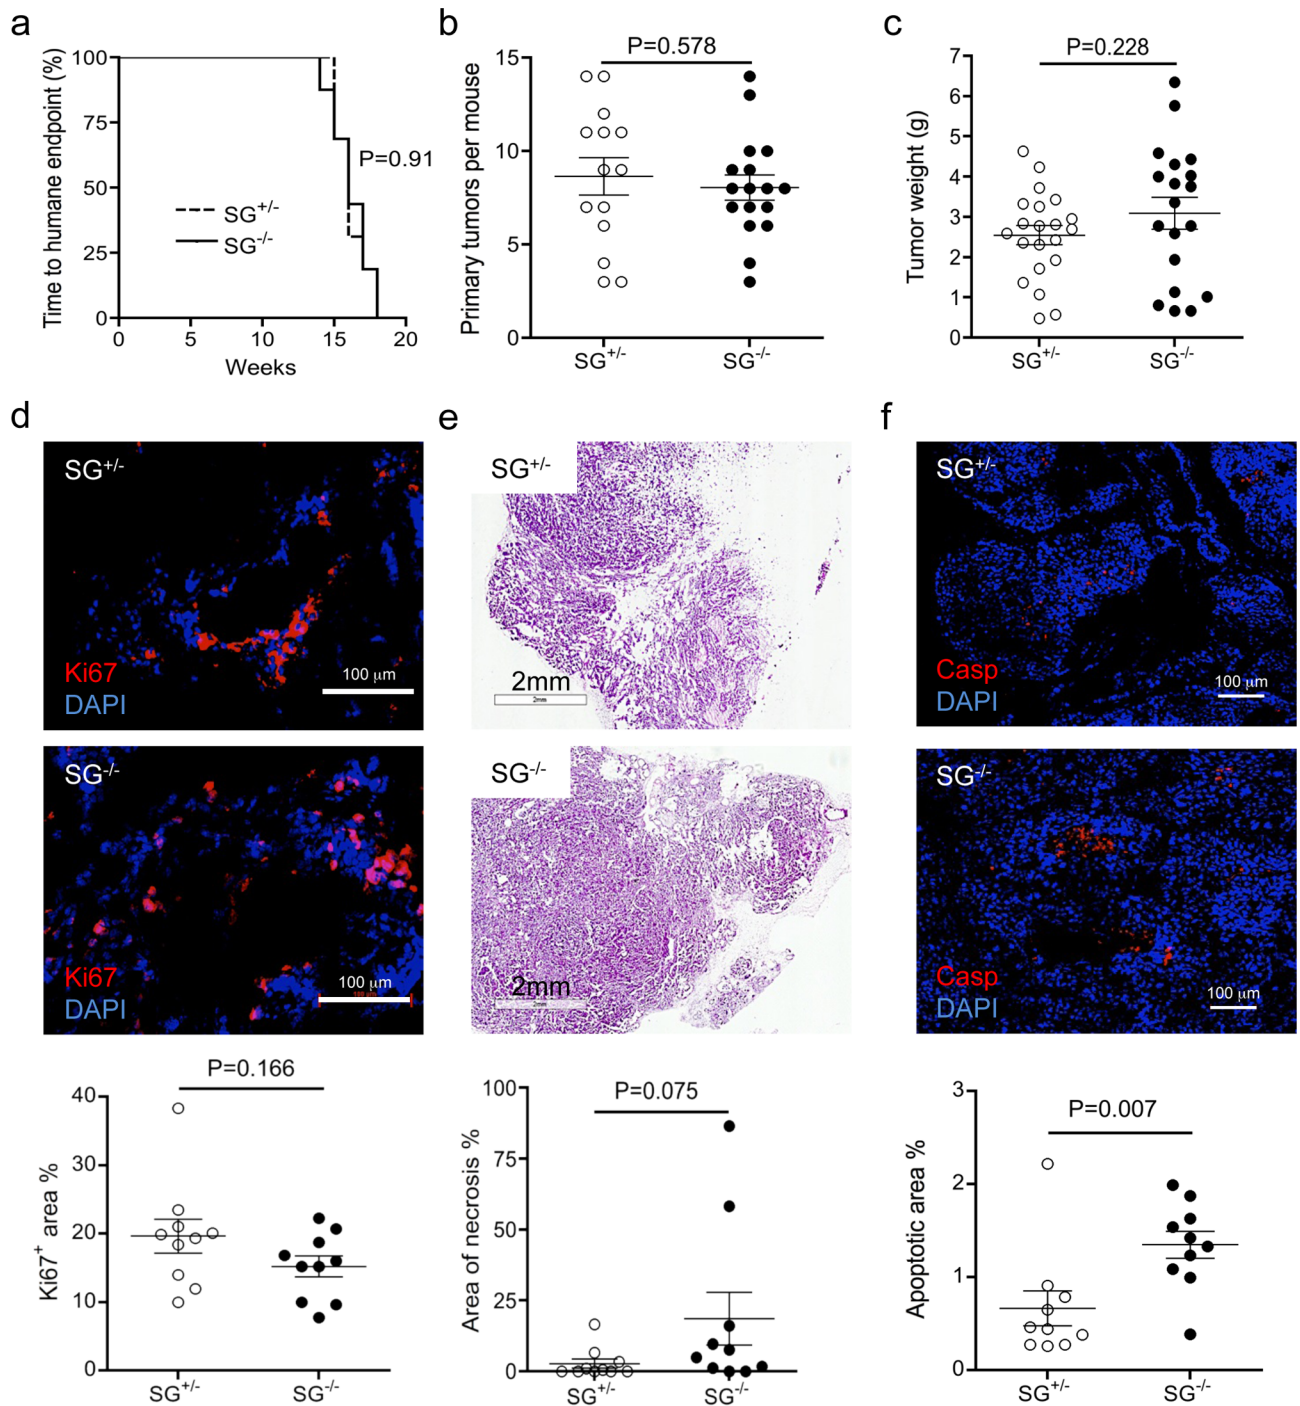 a
Time to humane endpoint (%)
100
75
50
25
0
P=0.91
SG+/-
SG-/-
0 5 10 15 20
Weeks
b
Primary tumors per mouse
P=0.578
15
10
5
0
SG+/- SG-/-
c
Tumor weight (g)
P=0.228
7
6
5
4
3
2
1
0
SG+/- SG-/-
d
SG+/-
Ki67
DAPI
100 μm
SG-/-
Ki67
DAPI
100 μm
P=0.166
Ki67+ area %
40
30
20
10
0
SG+/- SG-/-
e
SG+/-
2mm
2mm
SG-/-
2mm
2mm
P=0.075
Area of necrosis %
100
75
50
25
0
SG+/- SG-/-
f
SG+/-
Casp
DAPI
100 μm
SG-/-
Casp
DAPI
100 μm
P=0.007
Apoptotic area %
3
2
1
0
SG+/- SG-/-